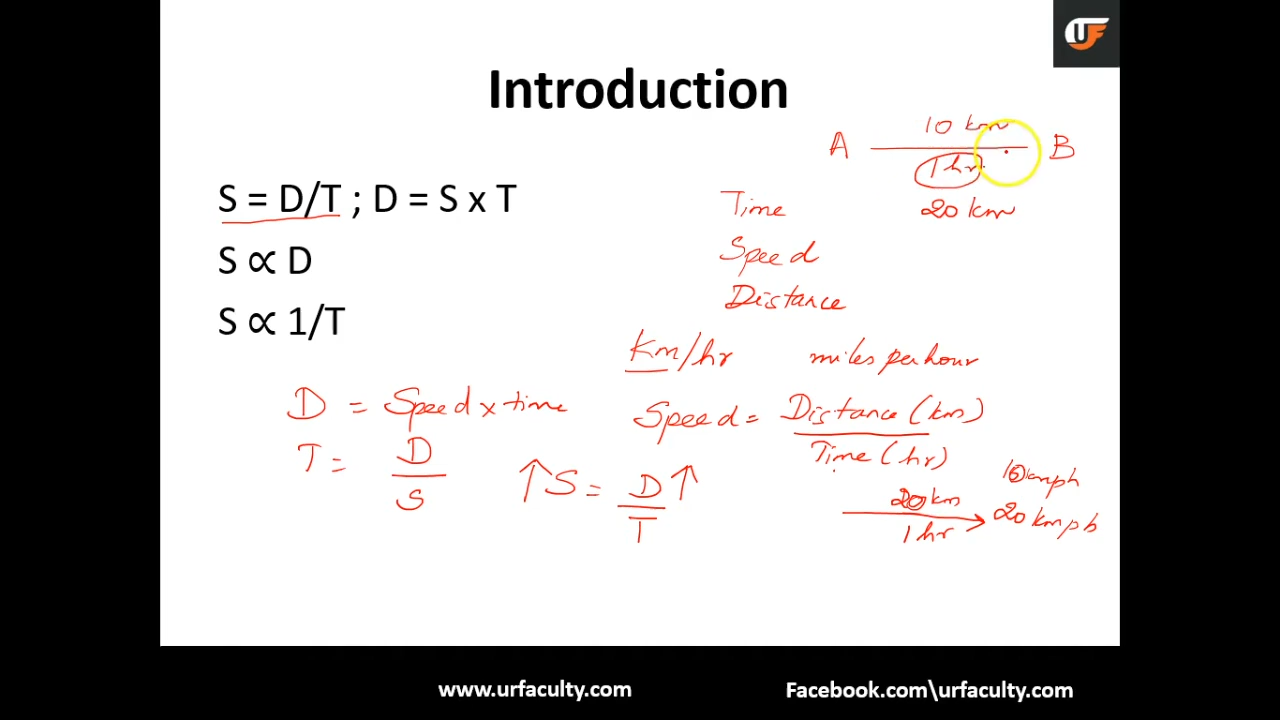 UF
Introduction
10 km
A B
1 hr
S = D/T ; D = S x T
Time 20 km
S ∝ D
Speed
Distance
S ∝ 1/T
Km/hr miles per hour
D = Speed x time
Speed = Distance (km)
Time (hr)
T = D
S
↑S = D↑
T
20 km
1 hr
10 kmph
20 kmph
www.urfaculty.com Facebook.com\urfaculty.com